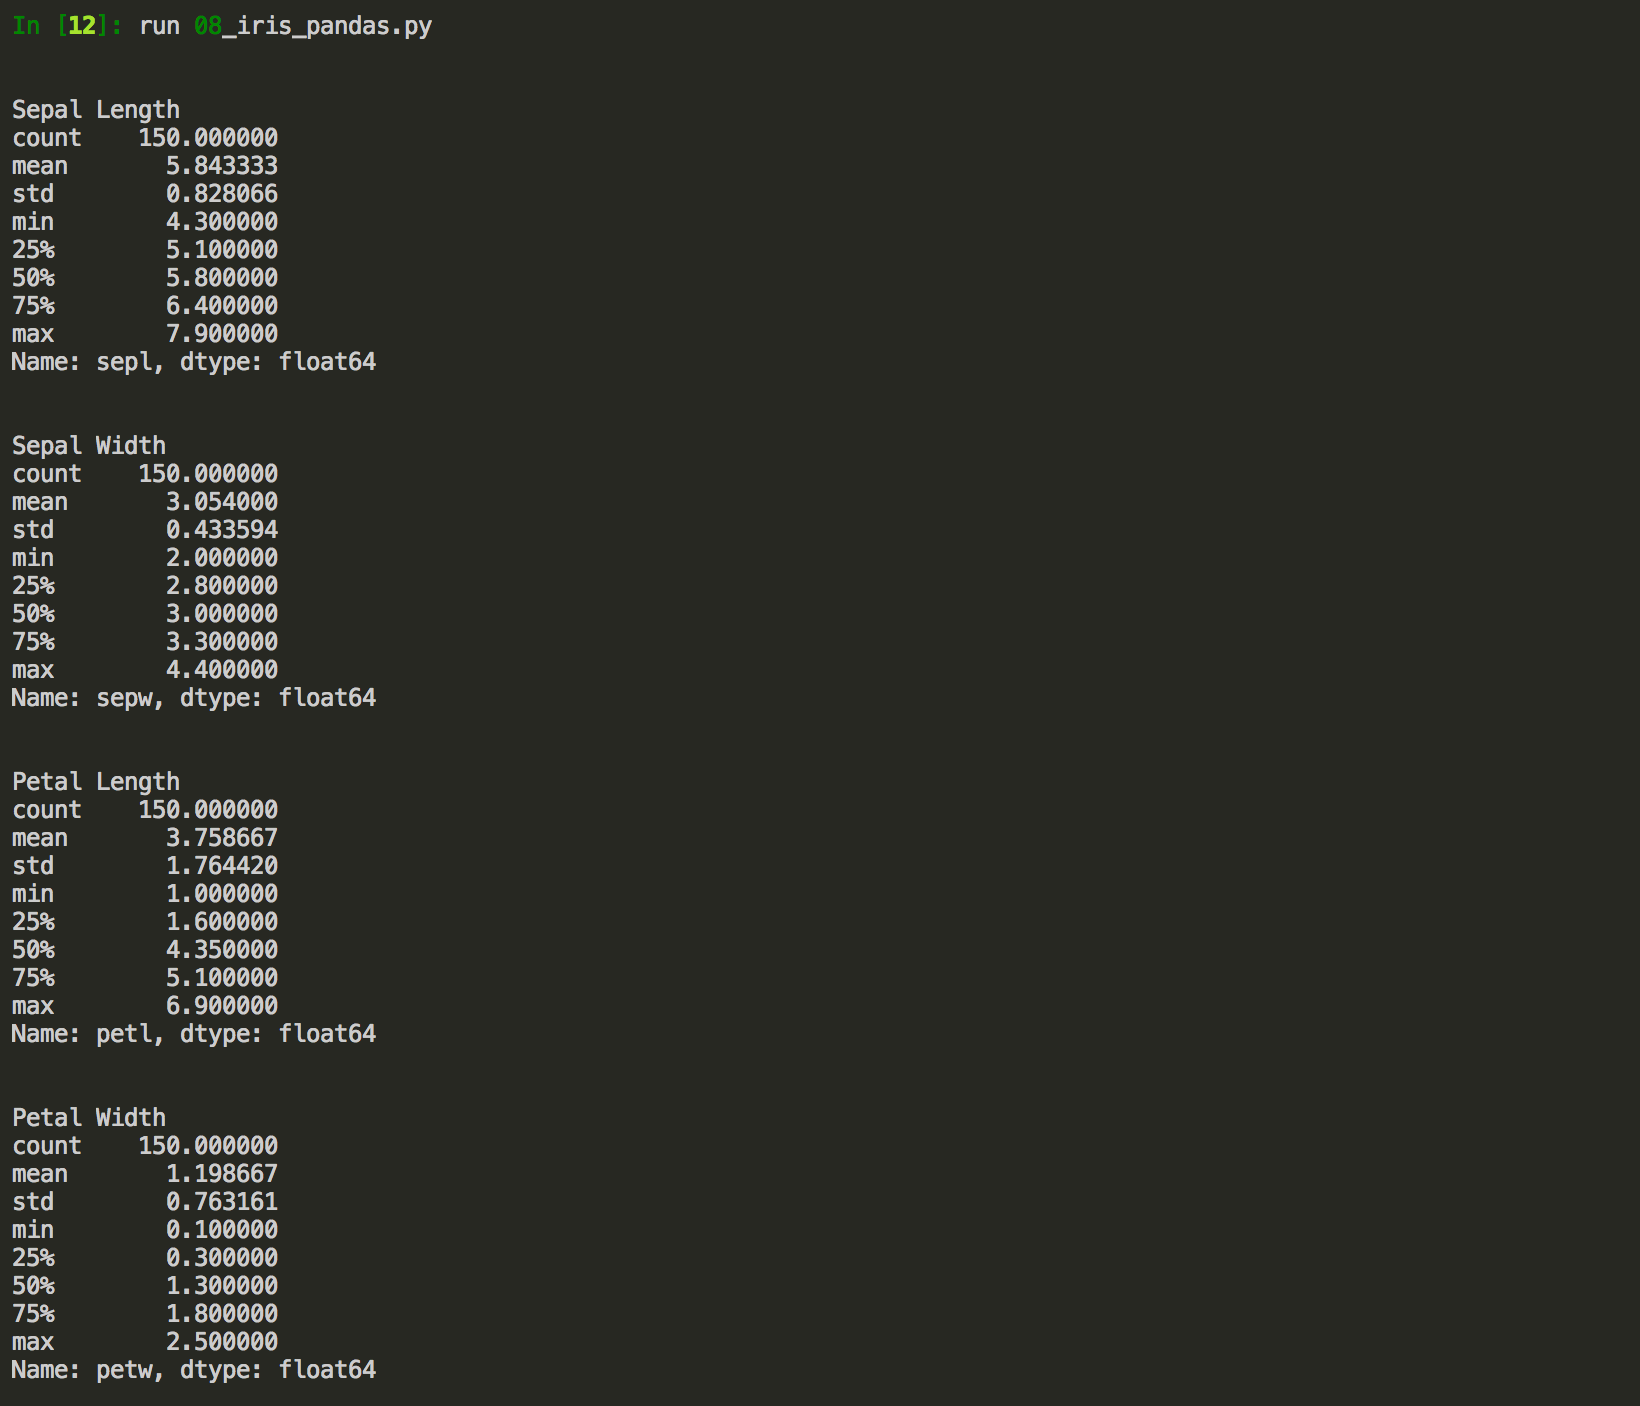 In [12]: run 08_iris_pandas.py
Sepal Length
count    150.000000
mean       5.843333
std        0.828066
min        4.300000
25%        5.100000
50%        5.800000
75%        6.400000
max        7.900000
Name: sepl, dtype: float64
Sepal Width
count    150.000000
mean       3.054000
std        0.433594
min        2.000000
25%        2.800000
50%        3.000000
75%        3.300000
max        4.400000
Name: sepw, dtype: float64
Petal Length
count    150.000000
mean       3.758667
std        1.764420
min        1.000000
25%        1.600000
50%        4.350000
75%        5.100000
max        6.900000
Name: petl, dtype: float64
Petal Width
count    150.000000
mean       1.198667
std        0.763161
min        0.100000
25%        0.300000
50%        1.300000
75%        1.800000
max        2.500000
Name: petw, dtype: float64